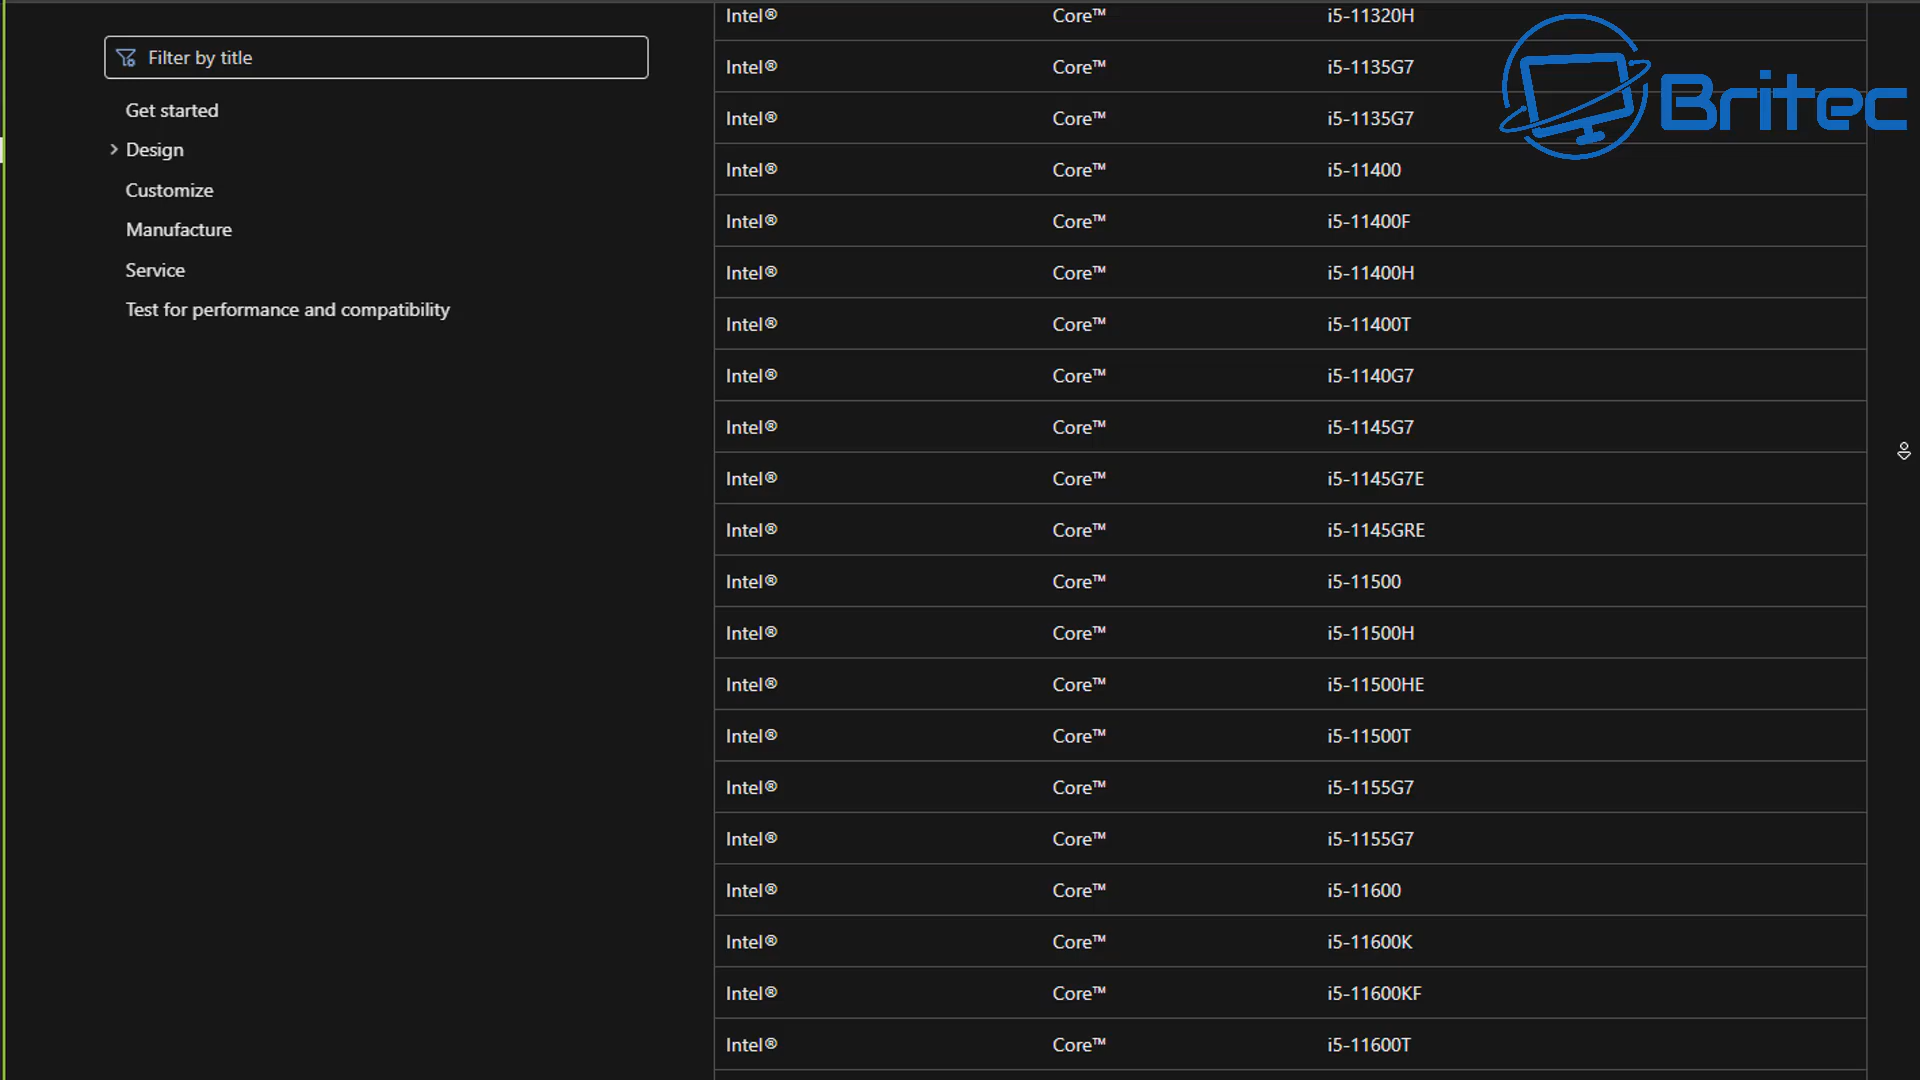 Filter by title
Get started
Design
Customize
Manufacture
Service
Test for performance and compatibility
Intel® Core™ i5-11320H
Intel® Core™ i5-1135G7
Intel® Core™ i5-1135G7
Intel® Core™ i5-11400
Intel® Core™ i5-11400F
Intel® Core™ i5-11400H
Intel® Core™ i5-11400T
Intel® Core™ i5-1140G7
Intel® Core™ i5-1145G7
Intel® Core™ i5-1145G7E
Intel® Core™ i5-1145GRE
Intel® Core™ i5-11500
Intel® Core™ i5-11500H
Intel® Core™ i5-11500HE
Intel® Core™ i5-11500T
Intel® Core™ i5-1155G7
Intel® Core™ i5-1155G7
Intel® Core™ i5-11600
Intel® Core™ i5-11600K
Intel® Core™ i5-11600KF
Intel® Core™ i5-11600T
Britec